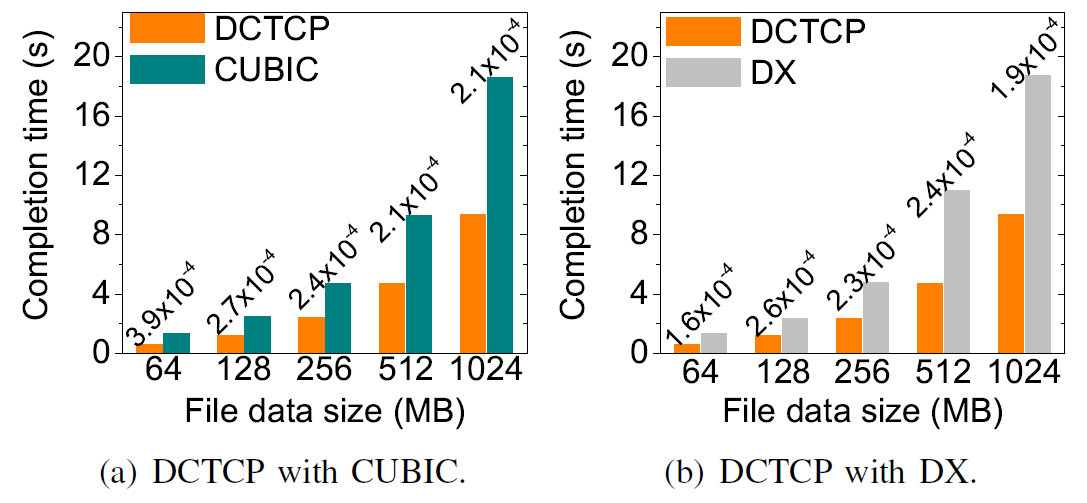 DCTCP
CUBIC
Completion time (s)
20
16
12
8
4
0
3.9x10-4
2.7x10-4
2.4x10-4
2.1x10-4
2.1x10-4
64 128 256 512 1024
File data size (MB)
(a) DCTCP with CUBIC.
DCTCP
DX
Completion time (s)
20
16
12
8
4
0
1.6x10-4
2.6x10-4
2.3x10-4
2.4x10-4
1.9x10-4
64 128 256 512 1024
File data size (MB)
(b) DCTCP with DX.